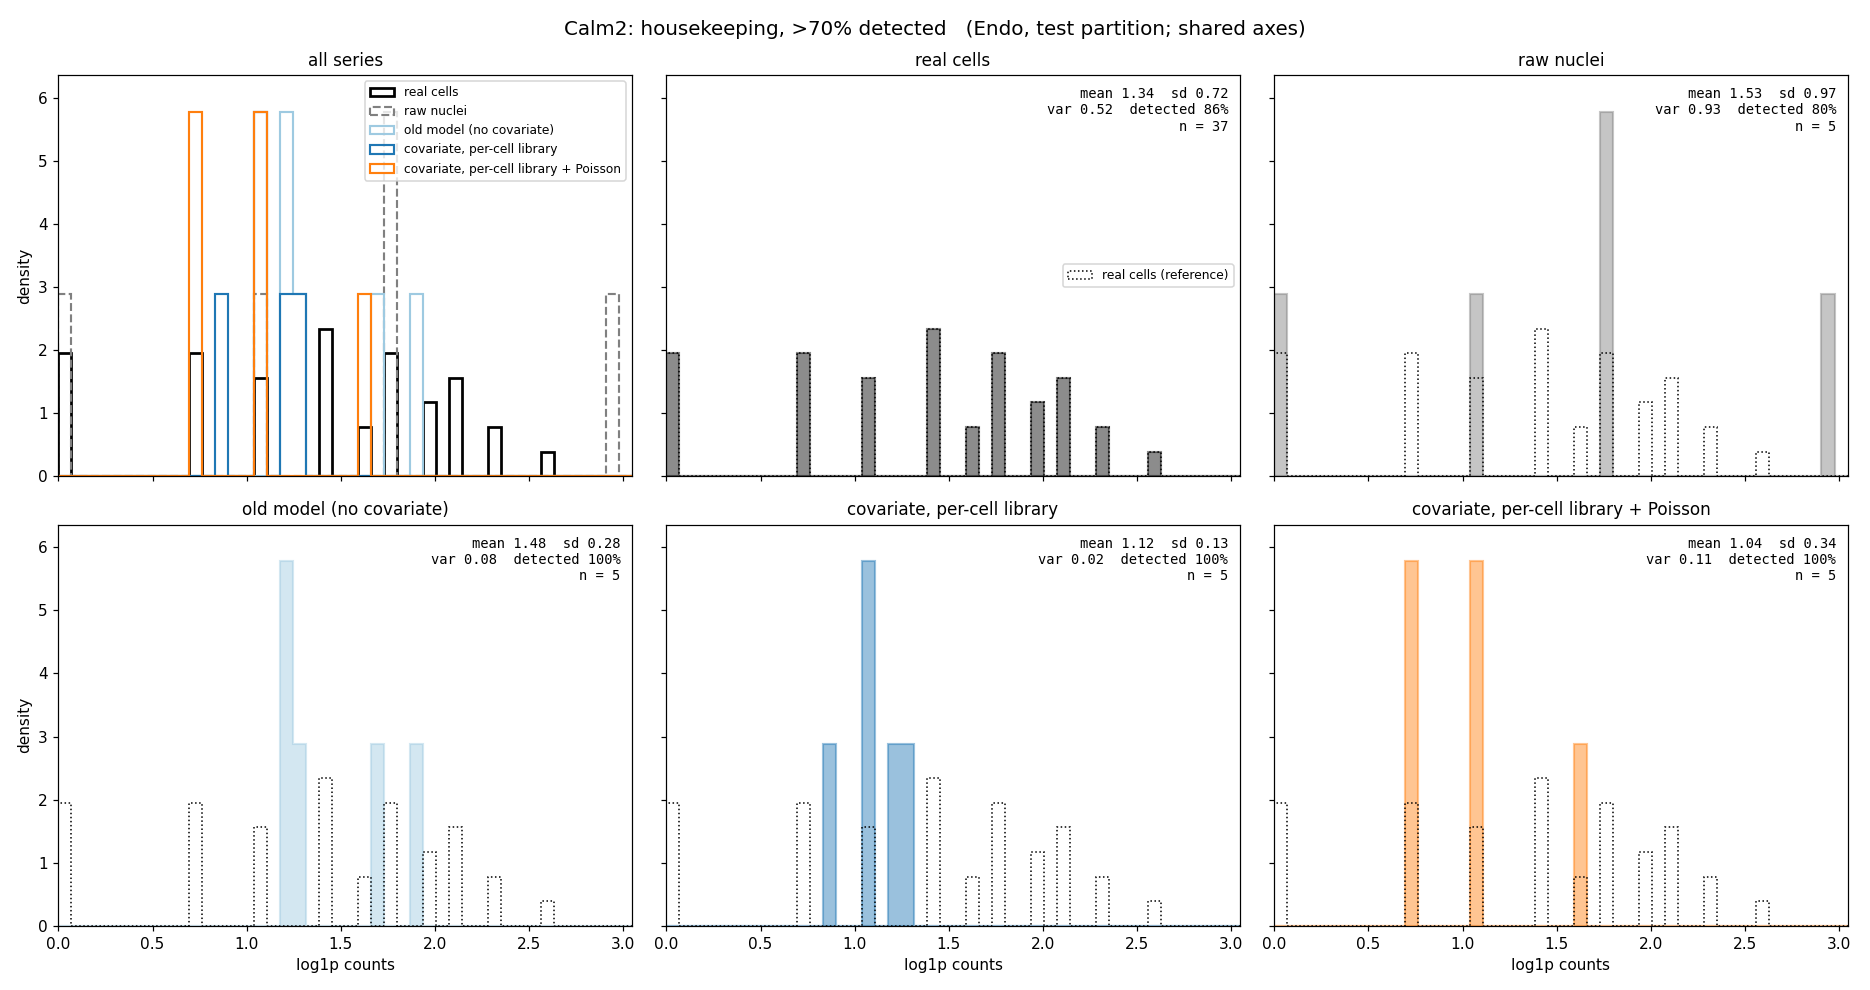 Calm2: housekeeping, >70% detected   (Endo, test partition; shared axes)
all series
real cells
raw nuclei
old model (no covariate)
covariate, per-cell library
covariate, per-cell library + Poisson
density
6
5
4
3
2
1
0
real cells
mean 1.34  sd 0.72
var 0.52  detected 86%
n = 37
real cells (reference)
raw nuclei
mean 1.53  sd 0.97
var 0.93  detected 80%
n = 5
old model (no covariate)
mean 1.48  sd 0.28
var 0.08  detected 100%
n = 5
density
6
5
4
3
2
1
0
0.0 0.5 1.0 1.5 2.0 2.5 3.0
log1p counts
covariate, per-cell library
mean 1.12  sd 0.13
var 0.02  detected 100%
n = 5
0.0 0.5 1.0 1.5 2.0 2.5 3.0
log1p counts
covariate, per-cell library + Poisson
mean 1.04  sd 0.34
var 0.11  detected 100%
n = 5
0.0 0.5 1.0 1.5 2.0 2.5 3.0
log1p counts